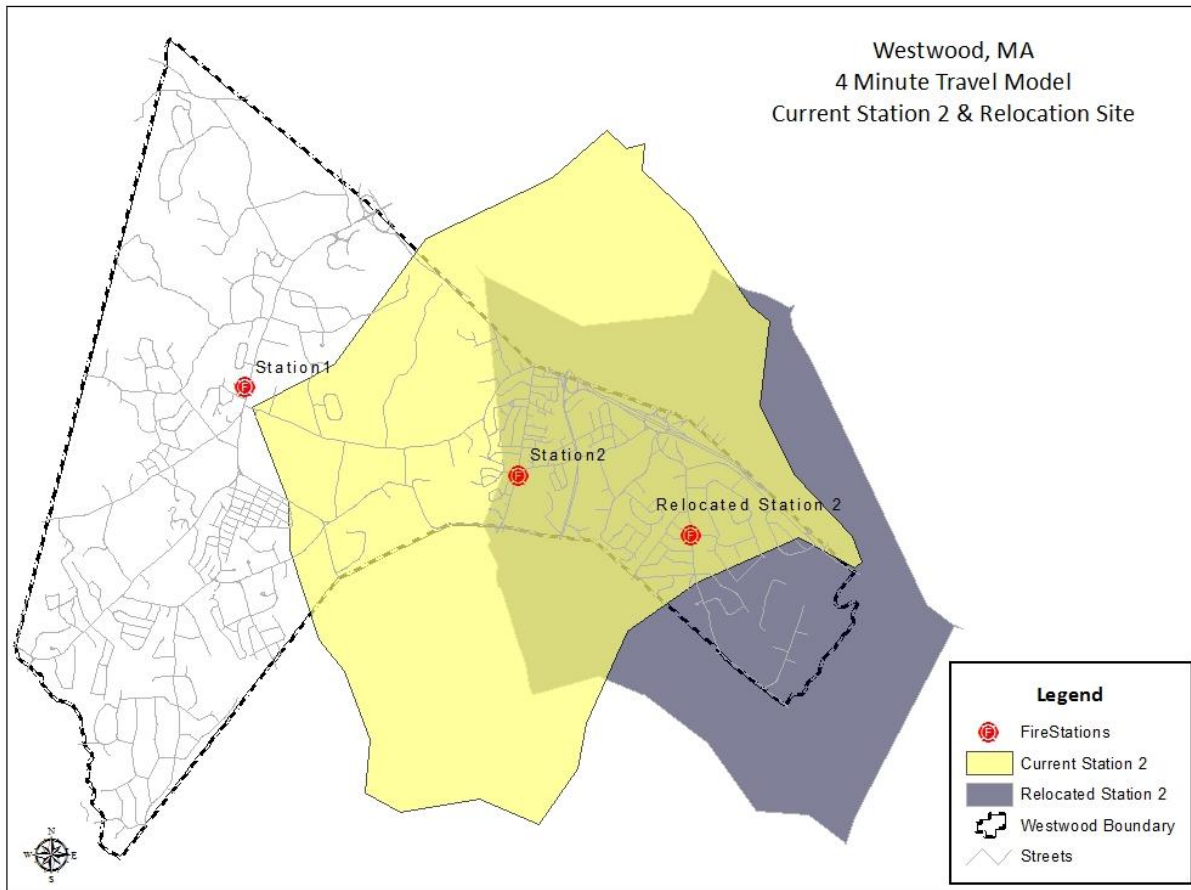 Westwood, MA
4 Minute Travel Model
Current Station 2 & Relocation Site
Station1
Station2
Relocated Station 2
Legend
F FireStations
Current Station 2
Relocated Station 2
Westwood Boundary
Streets
N
W E
S